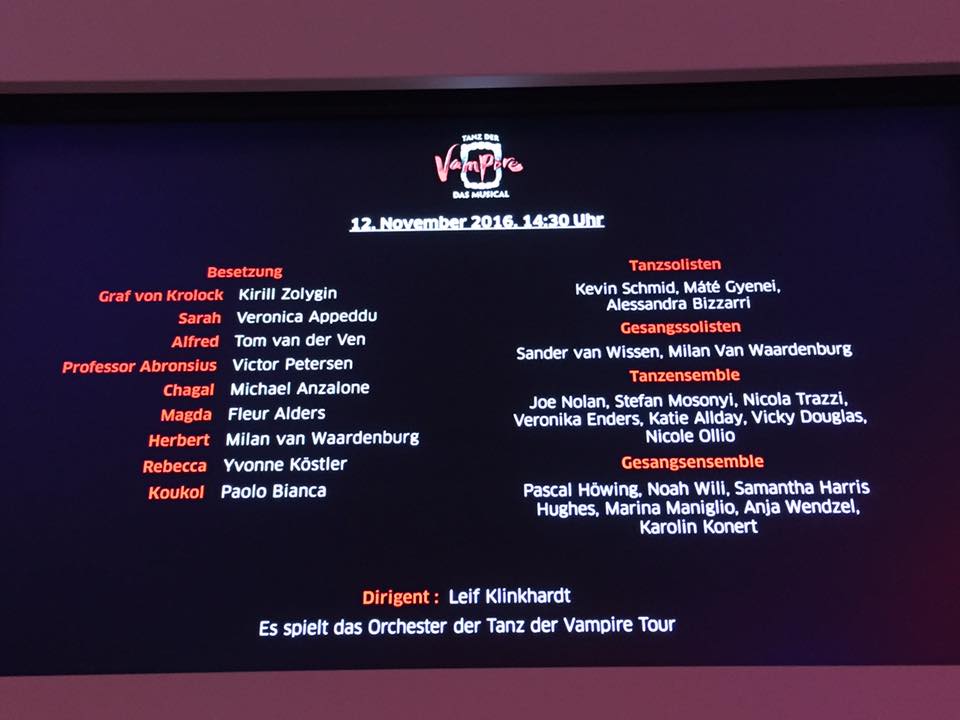 TANZ DER
Vampire
DAS MUSICAL
12. November 2016, 14:30 Uhr
Besetzung
Graf von Krolock Kirill Zolygin
Sarah Veronica Appeddu
Alfred Tom van der Ven
Professor Abronsius Victor Petersen
Chagal Michael Anzalone
Magda Fleur Alders
Herbert Milan van Waardenburg
Rebecca Yvonne Köstler
Koukol Paolo Bianca
Tanzsolisten
Kevin Schmid, Máté Gyenei,
Alessandra Bizzarri
Gesangssolisten
Sander van Wissen, Milan Van Waardenburg
Tanzensemble
Joe Nolan, Stefan Mosonyi, Nicola Trazzi,
Veronika Enders, Katie Allday, Vicky Douglas,
Nicole Ollio
Gesangsensemble
Pascal Höwing, Noah Wili, Samantha Harris
Hughes, Marina Maniglio, Anja Wendzel,
Karolin Konert
Dirigent : Leif Klinkhardt
Es spielt das Orchester der Tanz der Vampire Tour